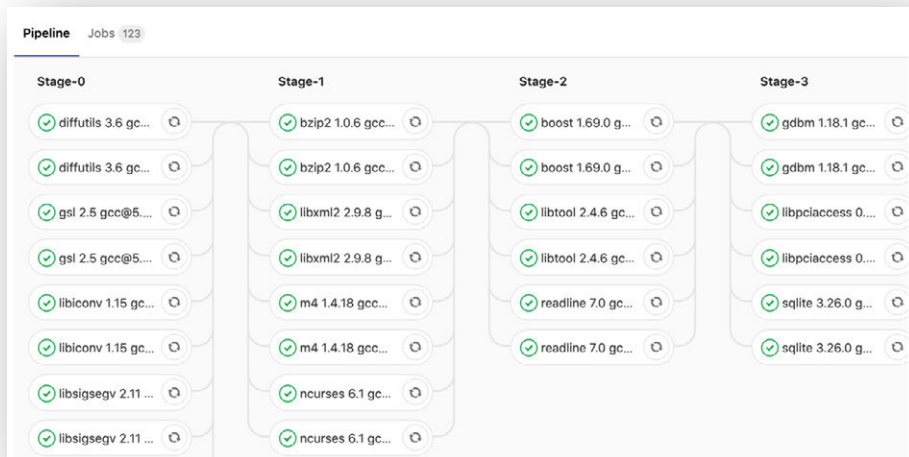 Pipeline Jobs 123
Stage-0 Stage-1 Stage-2 Stage-3
diffutils 3.6 gc... bzip2 1.0.6 gcc... boost 1.69.0 g... gdbm 1.18.1 gc...
diffutils 3.6 gc... bzip2 1.0.6 gcc... boost 1.69.0 g... gdbm 1.18.1 gc...
gsl 2.5 gcc@5.... libxml2 2.9.8 g... libtool 2.4.6 gc... libpciaccess 0....
gsl 2.5 gcc@5.... libxml2 2.9.8 g... libtool 2.4.6 gc... libpciaccess 0....
libiconv 1.15 gc... m4 1.4.18 gcc... readline 7.0 gc... sqlite 3.26.0 g...
libiconv 1.15 gc... m4 1.4.18 gcc... readline 7.0 gc... sqlite 3.26.0 g...
libsigsegv 2.11 ... ncurses 6.1 gc...
libsigsegv 2.11 ... ncurses 6.1 gc...